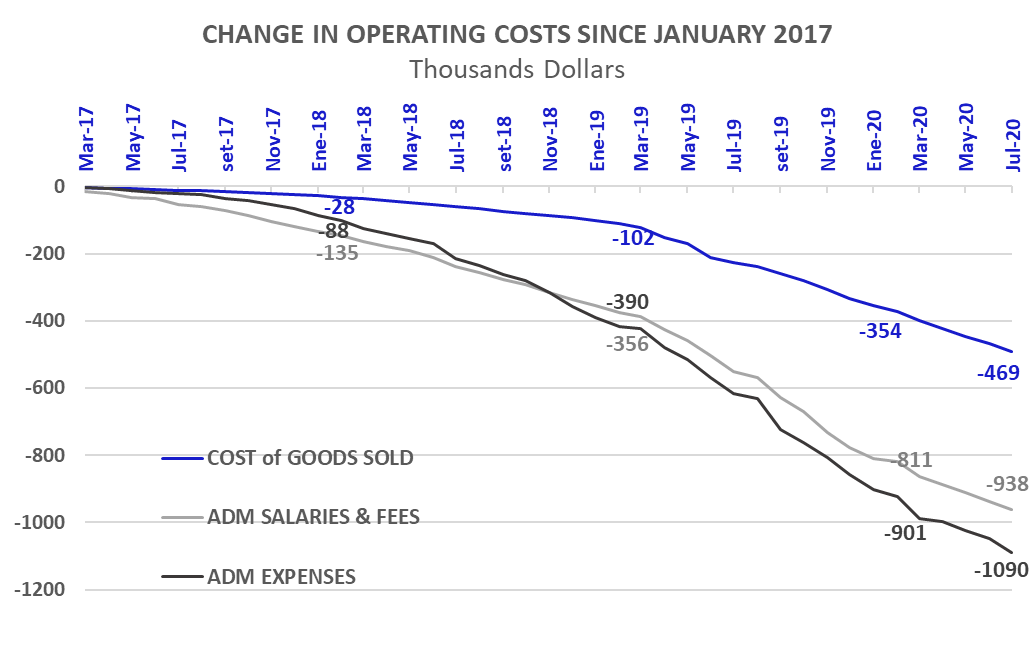 CHANGE IN OPERATING COSTS SINCE JANUARY 2017
Thousands Dollars
Mar-17
May-17
Jul-17
set-17
Nov-17
Ene-18
Mar-18
May-18
Jul-18
set-18
Nov-18
Ene-19
Mar-19
May-19
Jul-19
set-19
Nov-19
Ene-20
Mar-20
May-20
Jul-20
0
-200
-400
-600
-800
-1000
-1200
-28
-88
-135
-102
-390
-356
-354
-469
-811
-938
-901
-1090
COST of GOODS SOLD
ADM SALARIES & FEES
ADM EXPENSES